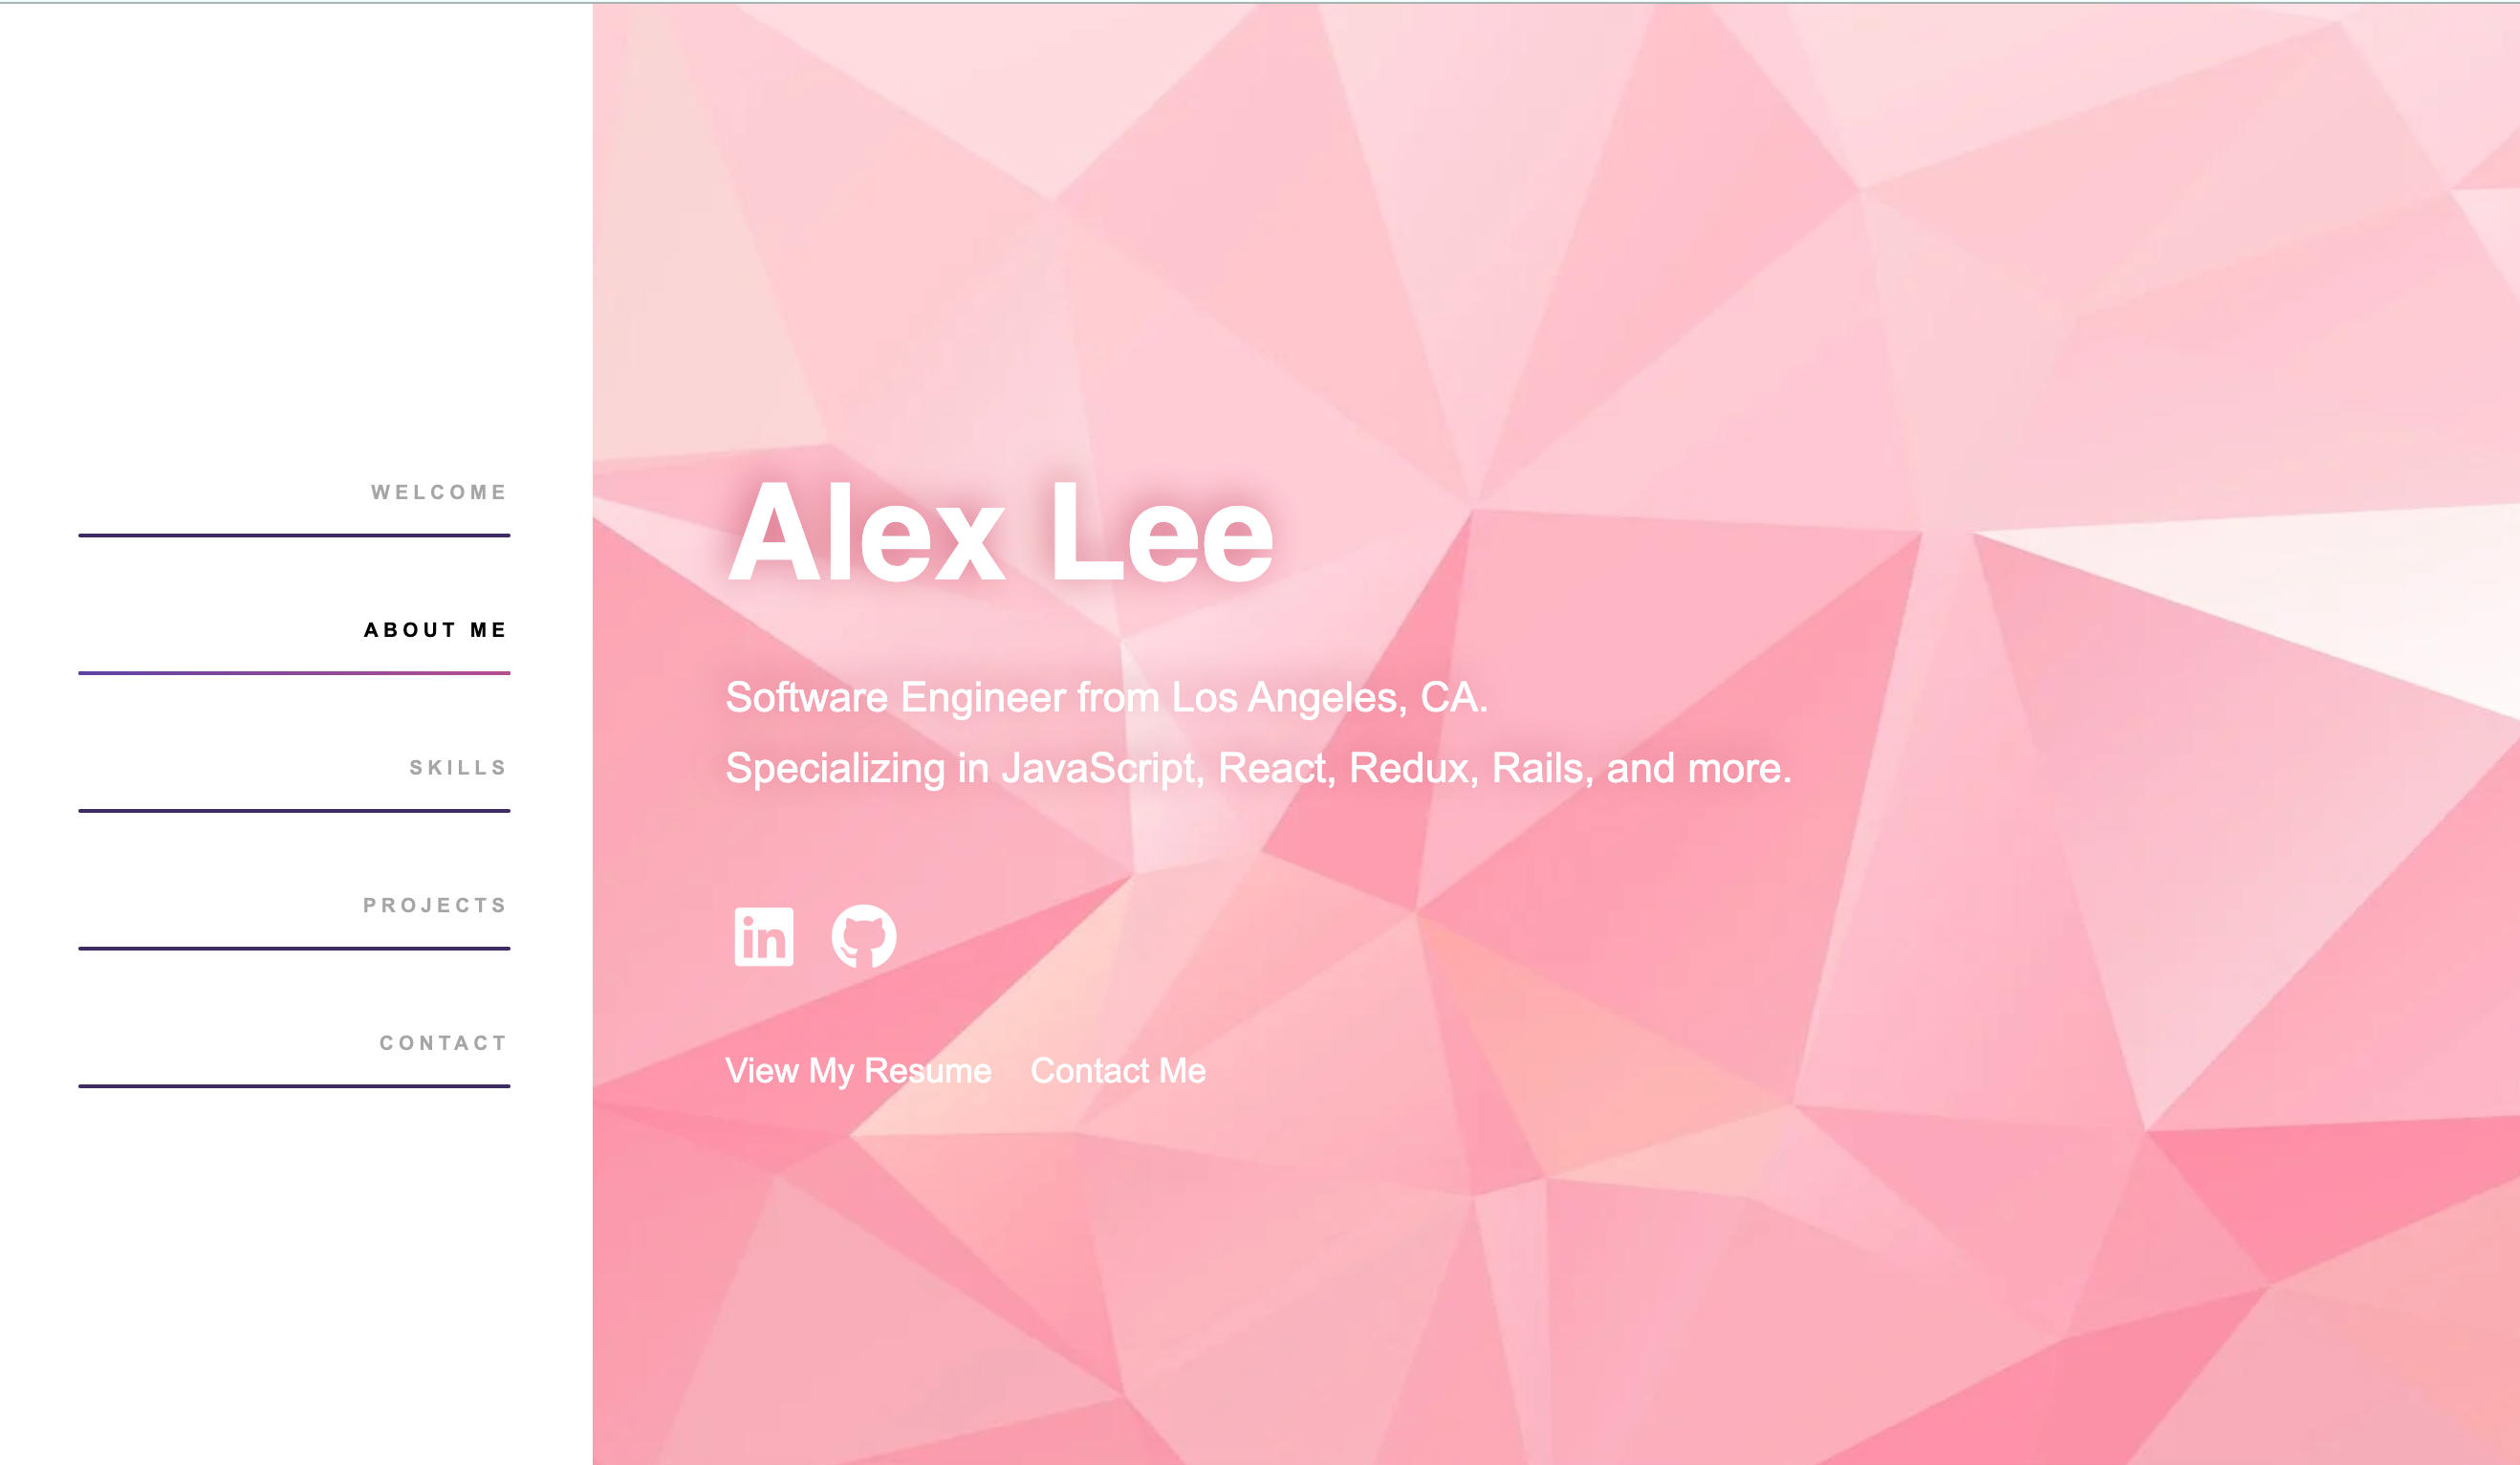 WELCOME
ABOUT ME
SKILLS
PROJECTS
CONTACT
Alex Lee
Software Engineer from Los Angeles, CA.
Specializing in JavaScript, React, Redux, Rails, and more.
in
View My Resume Contact Me